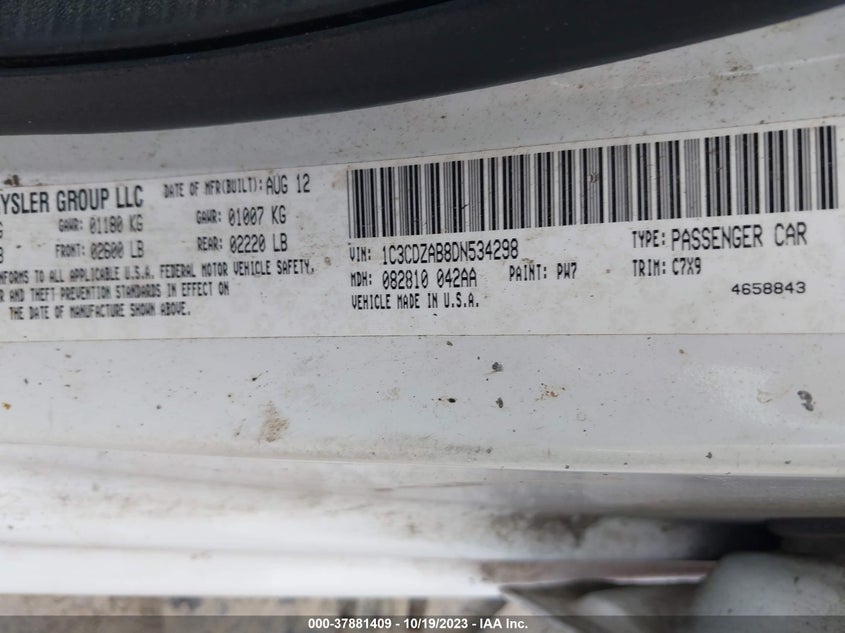 YSLER GROUP LLC DATE OF MFR(BUILT): AUG 12
G GAWR: 01180 KG GAWR: 01007 KG
B FRONT: 02600 LB REAR: 02220 LB
NFORMS TO ALL APPLICABLE U.S.A. FEDERAL MOTOR VEHICLE SAFETY,
R AND THEFT PREVENTION STANDARDS IN EFFECT ON
THE DATE OF MANUFACTURE SHOWN ABOVE.
VIN: 1C3CDZAB8DN534298 TYPE: PASSENGER CAR
MDH: 082810 042AA PAINT: PW7 TRIM: C7X9
VEHICLE MADE IN U.S.A. 4658843
000-37881409 - 10/19/2023 - IAA Inc.